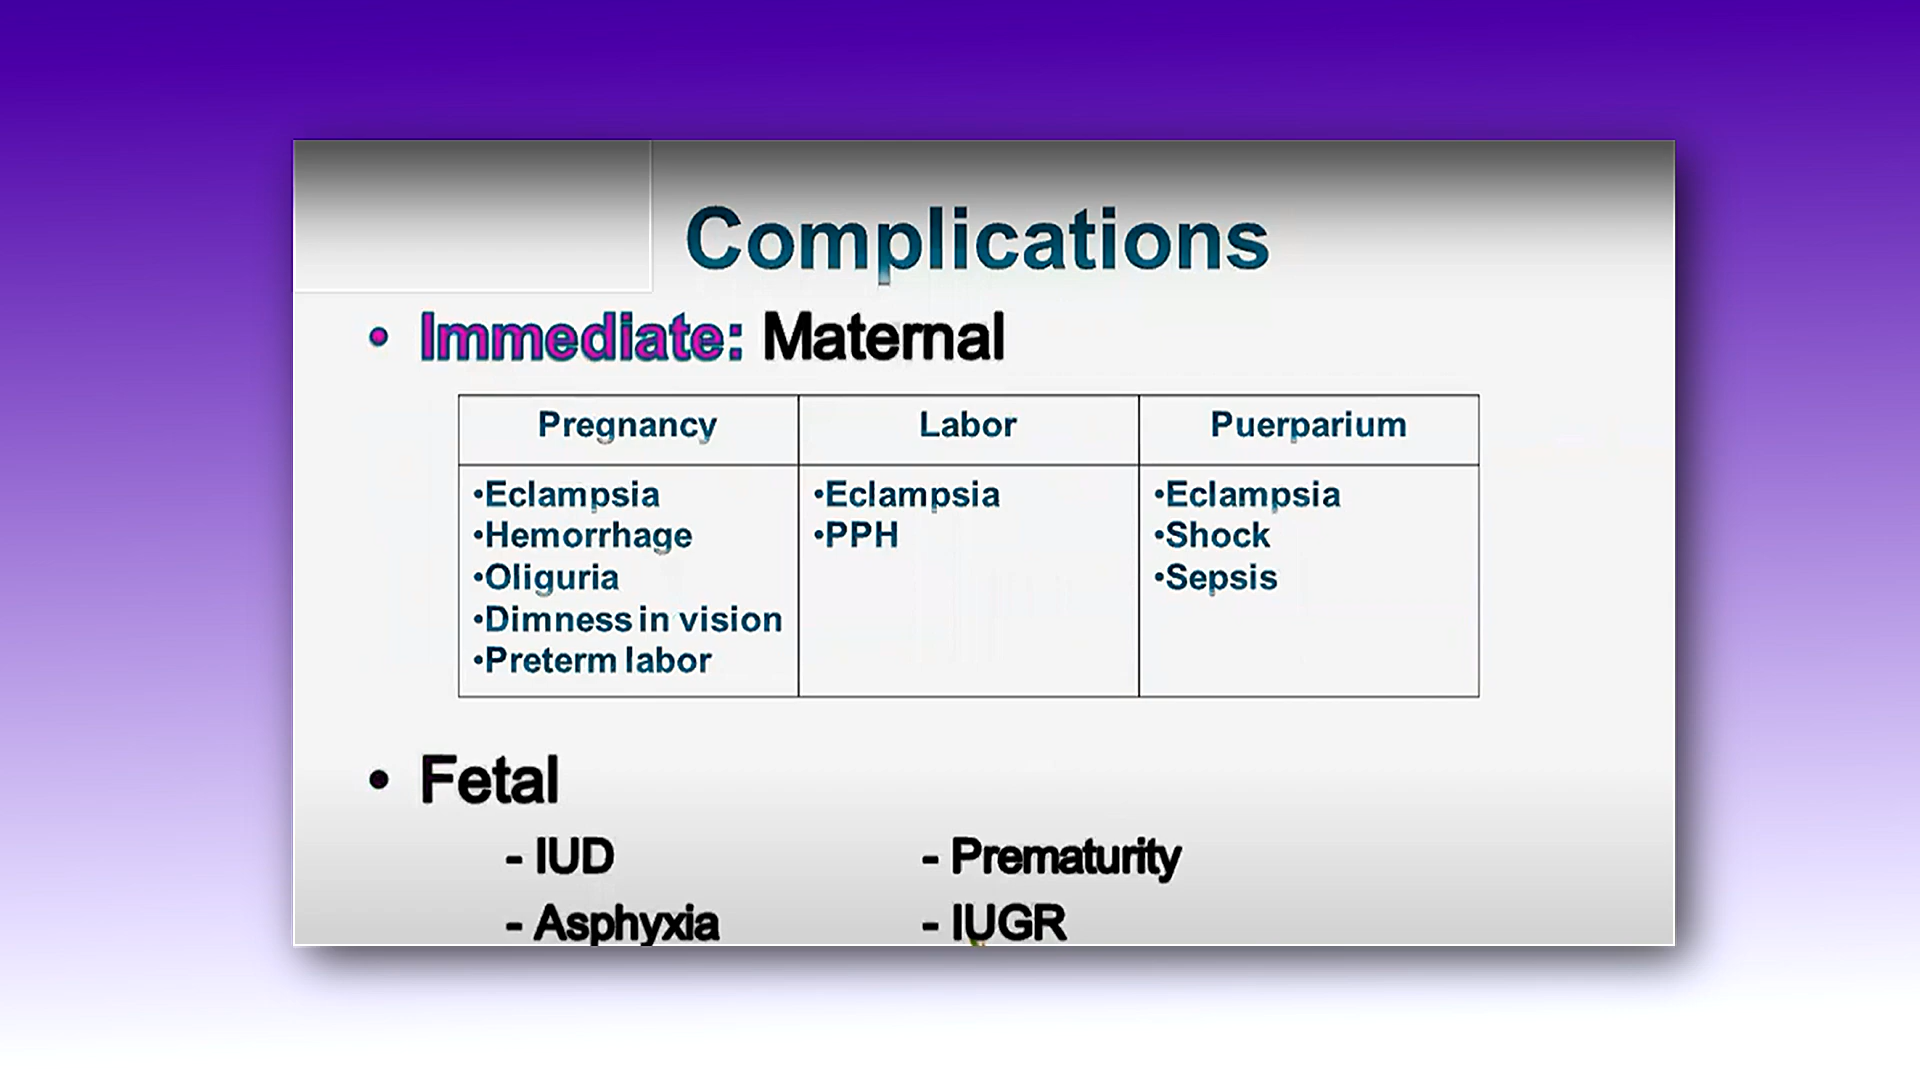 Complications
• Immediate: Maternal
Pregnancy Labor Puerparium
•Eclampsia •Eclampsia •Eclampsia
•Hemorrhage •PPH •Shock
•Oliguria •Sepsis
•Dimness in vision
•Preterm labor
• Fetal
- IUD - Prematurity
- Asphyxia - IUGR